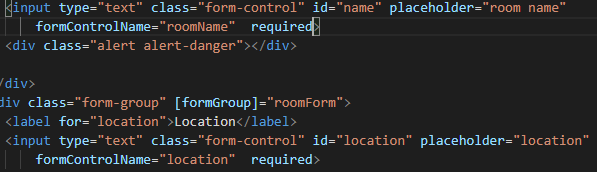 <input type="text" class="form-control" id="name" placeholder="room name"
formControlName="roomName"  required>
<div class="alert alert-danger"></div>
/div>
div class="form-group" [formGroup]="roomForm">
<label for="location">Location</label>
<input type="text" class="form-control" id="location" placeholder="location"
formControlName="location"  required>